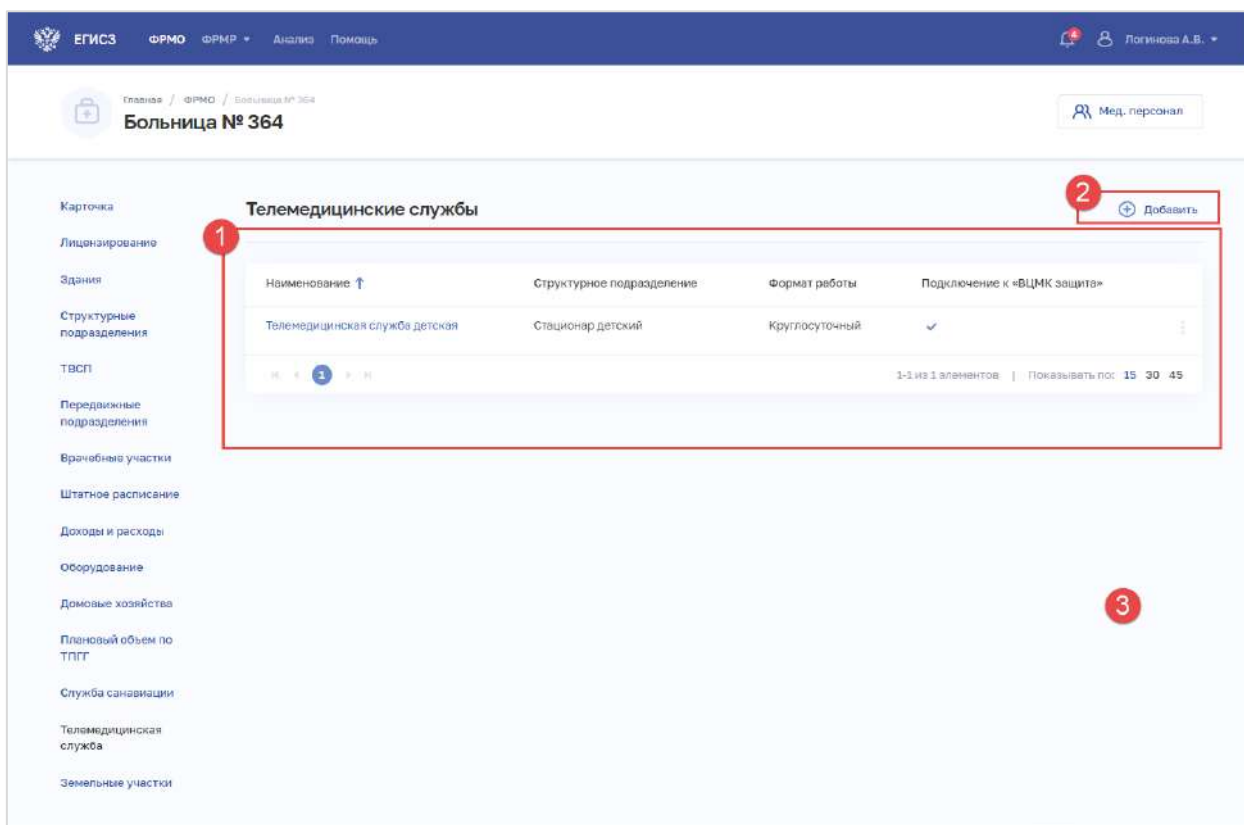 ЕГИСЗ ФРМО ФРМР Анализ Помощь 4 Логинова А.В.
Главная / ФРМО / Больница № 364
Больница № 364
Мед. персонал
Карточка
Лицензирование
Здания
Структурные
подразделения
ТВСП
Передвижные
подразделения
Врачебные участки
Штатное расписание
Доходы и расходы
Оборудование
Домовые хозяйства
Плановый объем по
ТПГГ
Служба санавиации
Телемедицинская
служба
Земельные участки
Телемедицинские службы
2
Добавить
1
Наименование ↑ Структурное подразделение Формат работы Подключение к «ВЦМК защита»
Телемедицинская служба детская Стационар детский Круглосуточный
1 1-1 из 1 элементов | Показывать по: 15 30 45
3